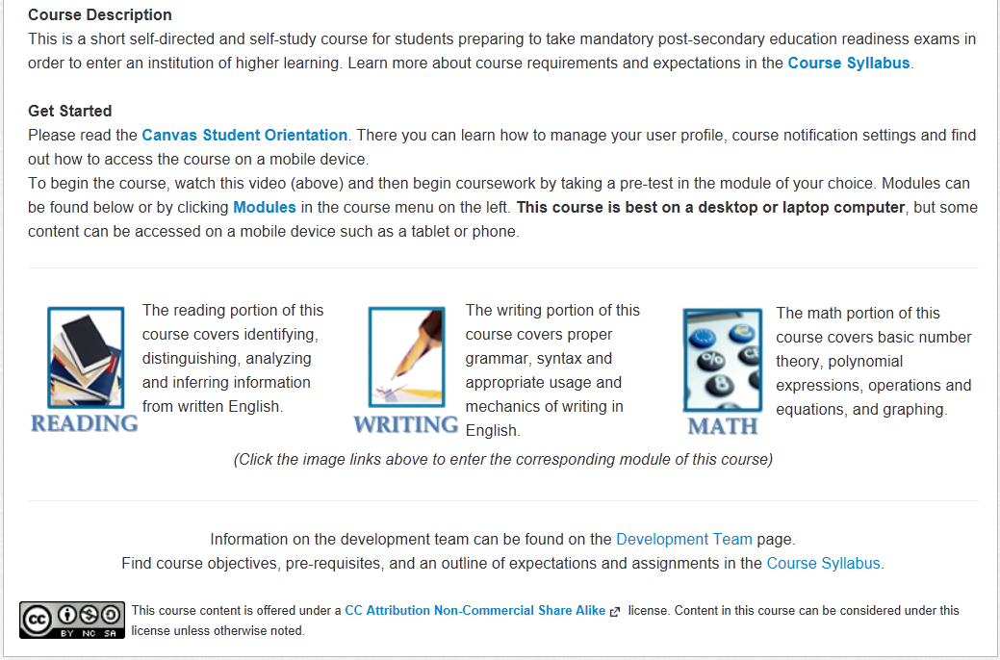 Course Description
This is a short self-directed and self-study course for students preparing to take mandatory post-secondary education readiness exams in
order to enter an institution of higher learning. Learn more about course requirements and expectations in the Course Syllabus.
Get Started
Please read the Canvas Student Orientation. There you can learn how to manage your user profile, course notification settings and find
out how to access the course on a mobile device.
To begin the course, watch this video (above) and then begin coursework by taking a pre-test in the module of your choice. Modules can
be found below or by clicking Modules in the course menu on the left. This course is best on a desktop or laptop computer, but some
content can be accessed on a mobile device such as a tablet or phone.
The reading portion of this
course covers identifying,
distinguishing, analyzing
and inferring information
from written English.
READING
The writing portion of this
course covers proper
grammar, syntax and
appropriate usage and
mechanics of writing in
English.
WRITING
The math portion of this
course covers basic number
theory, polynomial
expressions, operations and
equations, and graphing.
%
8
MATH
(Click the image links above to enter the corresponding module of this course)
Information on the development team can be found on the Development Team page.
Find course objectives, pre-requisites, and an outline of expectations and assignments in the Course Syllabus.
cc
BY NC SA
This course content is offered under a CC Attribution Non-Commercial Share Alike license. Content in this course can be considered under this
license unless otherwise noted.